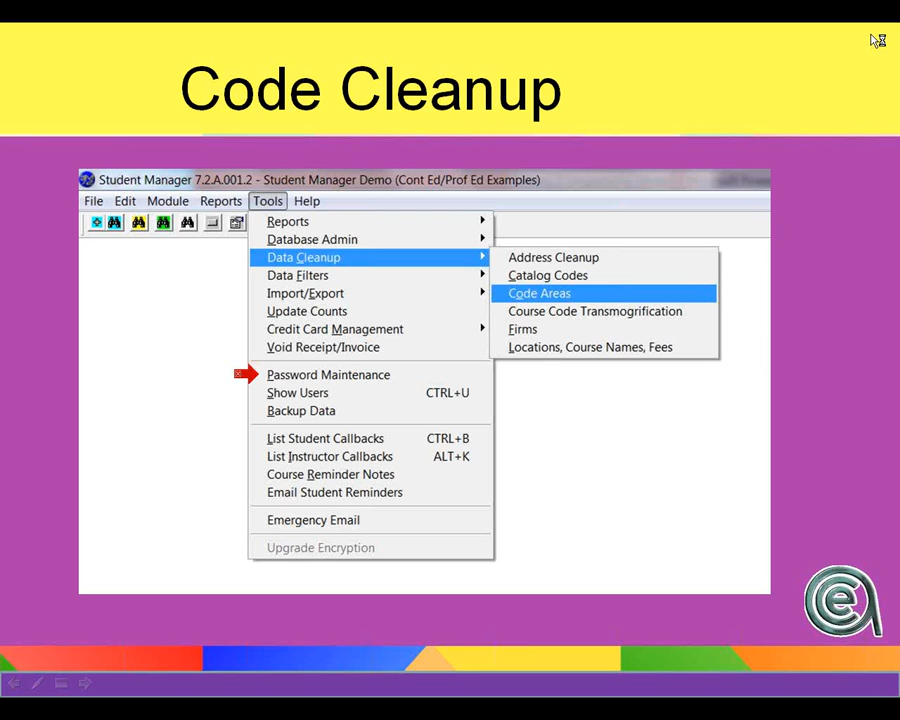 Code Cleanup
Student Manager 7.2.A.001.2 - Student Manager Demo (Cont Ed/Prof Ed Examples)
File Edit Module Reports Tools Help
Reports
Database Admin
Data Cleanup
Data Filters
Import/Export
Update Counts
Credit Card Management
Void Receipt/Invoice
Password Maintenance
Show Users CTRL+U
Backup Data
List Student Callbacks CTRL+B
List Instructor Callbacks ALT+K
Course Reminder Notes
Email Student Reminders
Emergency Email
Upgrade Encryption
Address Cleanup
Catalog Codes
Code Areas
Course Code Transmogrification
Firms
Locations, Course Names, Fees